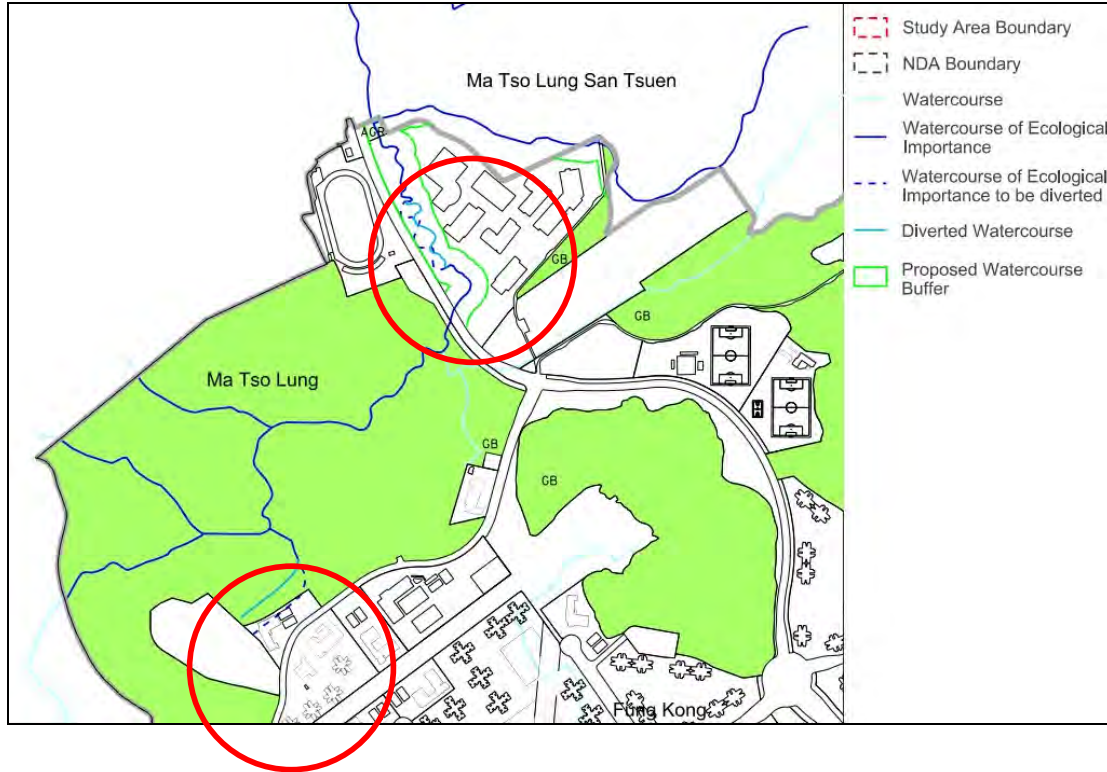 Ma Tso Lung San Tsuen
AGR
GB
Ma Tso Lung
GB
GB
GB
Fung Kong
Study Area Boundary
NDA Boundary
Watercourse
Watercourse of Ecological
Importance
Watercourse of Ecological
Importance to be diverted
Diverted Watercourse
Proposed Watercourse
Buffer